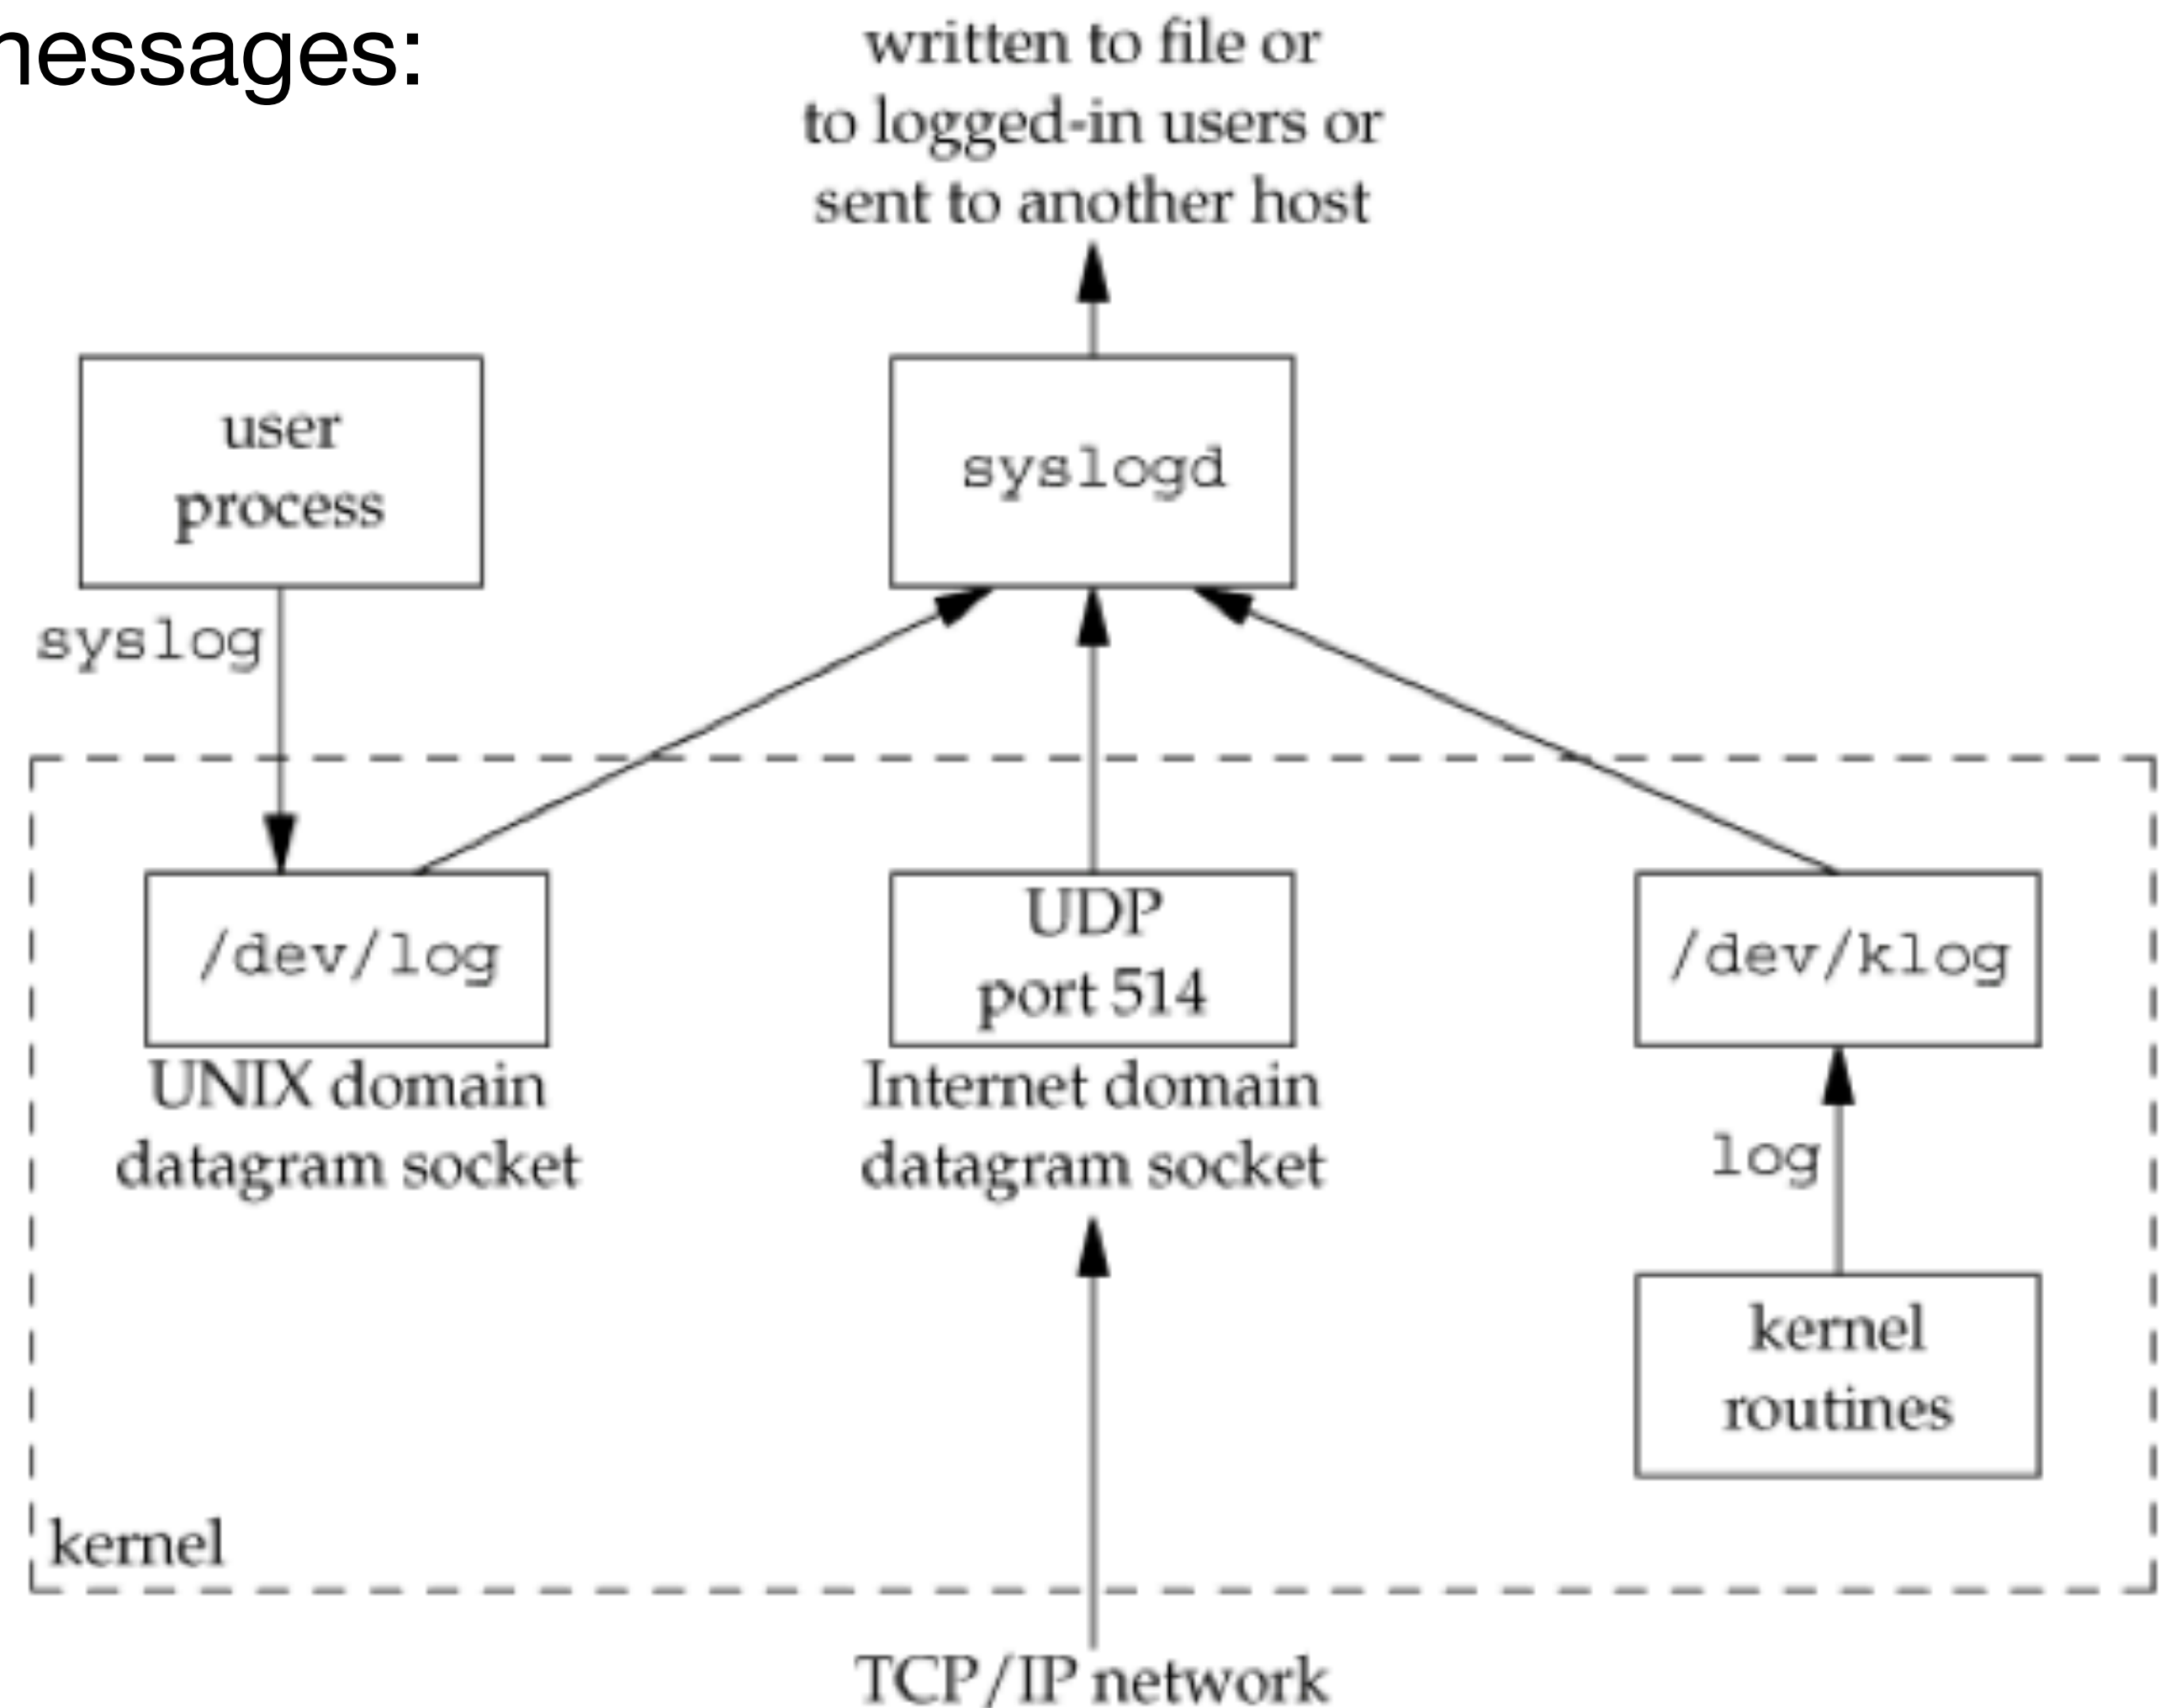 essages:
written to file or
to logged-in users or
sent to another host
user
process
syslogd
syslog
/dev/log
UNIX domain
datagram socket
UDP
port 514
Internet domain
datagram socket
/dev/klog
log
kernel
routines
kernel
TCP/IP network